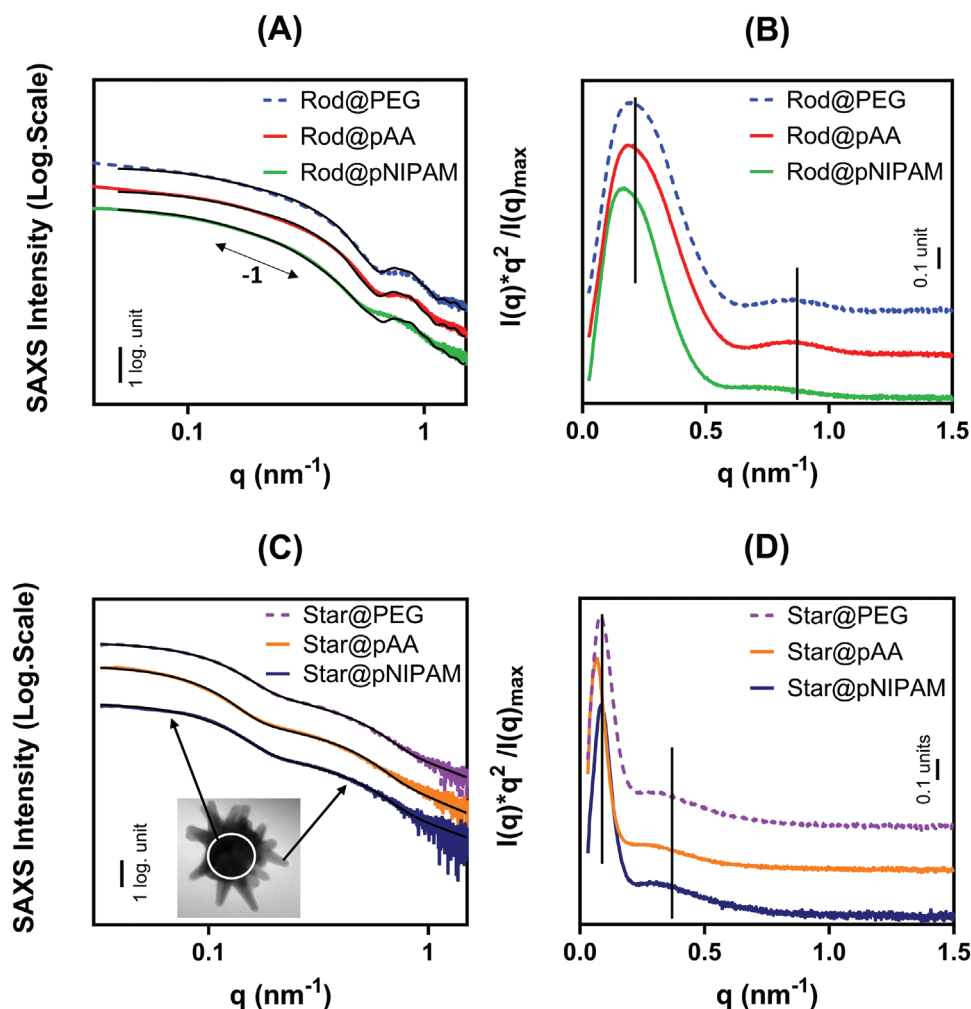 (A)
SAXS Intensity (Log.Scale)
Rod@PEG
Rod@pAA
Rod@pNIPAM
-1
1 log. unit
0.1
1
q (nm⁻¹)
(B)
I(q)*q² /I(q)max
Rod@PEG
Rod@pAA
Rod@pNIPAM
0.1 unit
0.0
0.5
1.0
1.5
q (nm⁻¹)
(C)
SAXS Intensity (Log.Scale)
Star@PEG
Star@pAA
Star@pNIPAM
1 log. unit
0.1
1
q (nm⁻¹)
(D)
I(q)*q² /I(q)max
Star@PEG
Star@pAA
Star@pNIPAM
0.1 units
0.0
0.5
1.0
1.5
q (nm⁻¹)